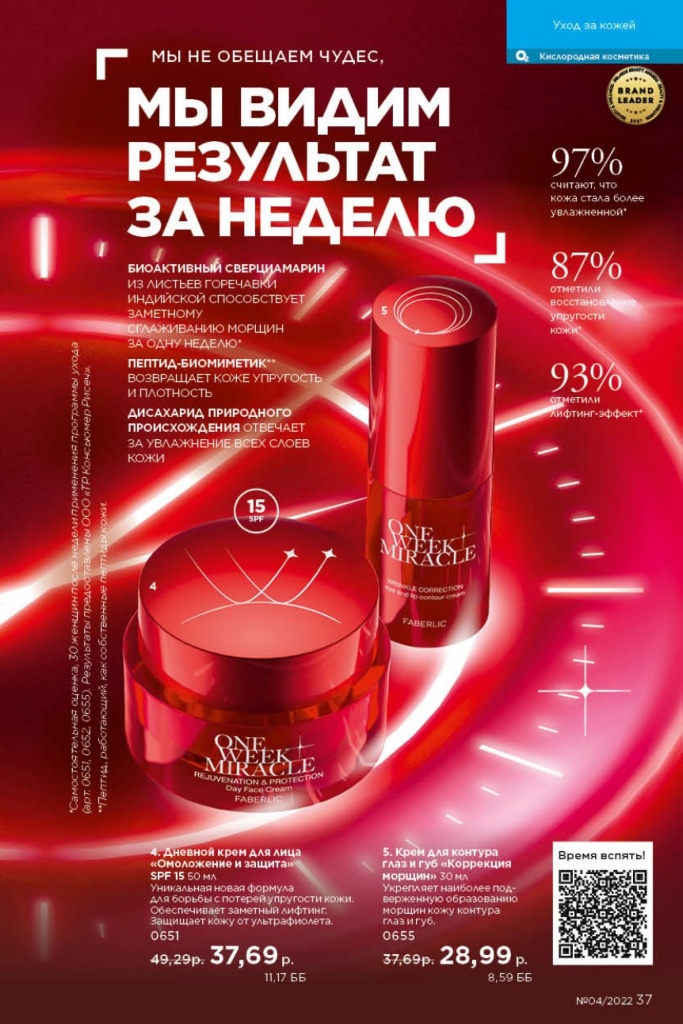 Уход за кожей
O₂ Кислородная косметика
BRAND
LEADER
2021
МЫ НЕ ОБЕЩАЕМ ЧУДЕС,
МЫ ВИДИМ
РЕЗУЛЬТАТ
ЗА НЕДЕЛЮ
97%
считают, что
кожа стала более
увлажненной*
87%
отметили
восстановление
упругости
кожи*
93%
отметили
лифтинг-эффект*
БИОАКТИВНЫЙ СВЕРЦИАМАРИН
ИЗ ЛИСТЬЕВ ГОРЕЧАВКИ
ИНДИЙСКОЙ СПОСОБСТВУЕТ
ЗАМЕТНОМУ
СГЛАЖИВАНИЮ МОРЩИН
ЗА ОДНУ НЕДЕЛЮ*
ПЕПТИД-БИОМИМЕТИК**
ВОЗВРАЩАЕТ КОЖЕ УПРУГОСТЬ
И ПЛОТНОСТЬ
ДИСАХАРИД ПРИРОДНОГО
ПРОИСХОЖДЕНИЯ ОТВЕЧАЕТ
ЗА УВЛАЖНЕНИЕ ВСЕХ СЛОЕВ
КОЖИ
*Самостоятельная оценка, 30 женщин после недели применения программы ухода
(арт. 0651, 0652, 0655). Результаты предоставлены ООО «ТР Консьюмер Рисеч».
**Пептид, работающий, как собственные пептиды кожи.
15
SPF
5
ONE
WEEK
MIRACLE
WRINKLE CORRECTION
eye and lip contour cream
FABERLIC
4
ONE
WEEK
MIRACLE
REJUVENATION & PROTECTION
Day Face Cream
FABERLIC
4. Дневной крем для лица
«Омоложение и защита»
SPF 15 50 мл
Уникальная новая формула
для борьбы с потерей упругости кожи.
Обеспечивает заметный лифтинг.
Защищает кожу от ультрафиолета.
0651
49,29р. 37,69 р.
11,17 ББ
5. Крем для контура
глаз и губ «Коррекция
морщин» 30 мл
Укрепляет наиболее под-
верженную образованию
морщин кожу контура
глаз и губ.
0655
37,69р. 28,99 р.
8,59 ББ
Время вспять!
№04/2022 37